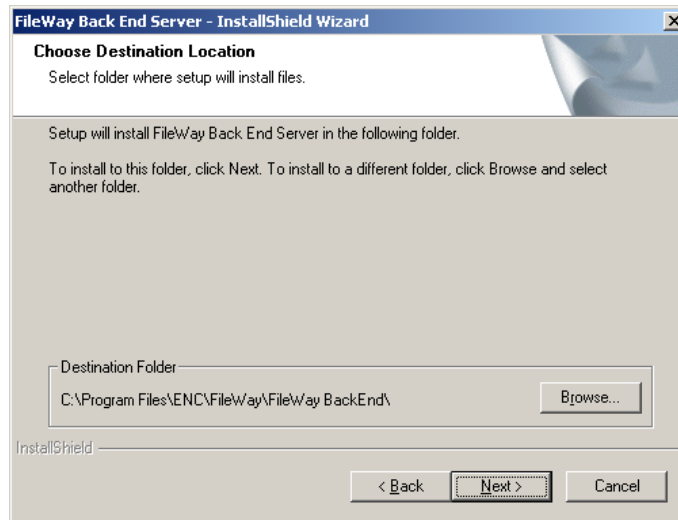 FileWay Back End Server - InstallShield Wizard
Choose Destination Location
Select folder where setup will install files.
Setup will install FileWay Back End Server in the following folder.
To install to this folder, click Next. To install to a different folder, click Browse and select
another folder.
Destination Folder
C:\Program Files\ENC\FileWay\FileWay BackEnd\
Browse...
InstallShield
< Back
Next >
Cancel